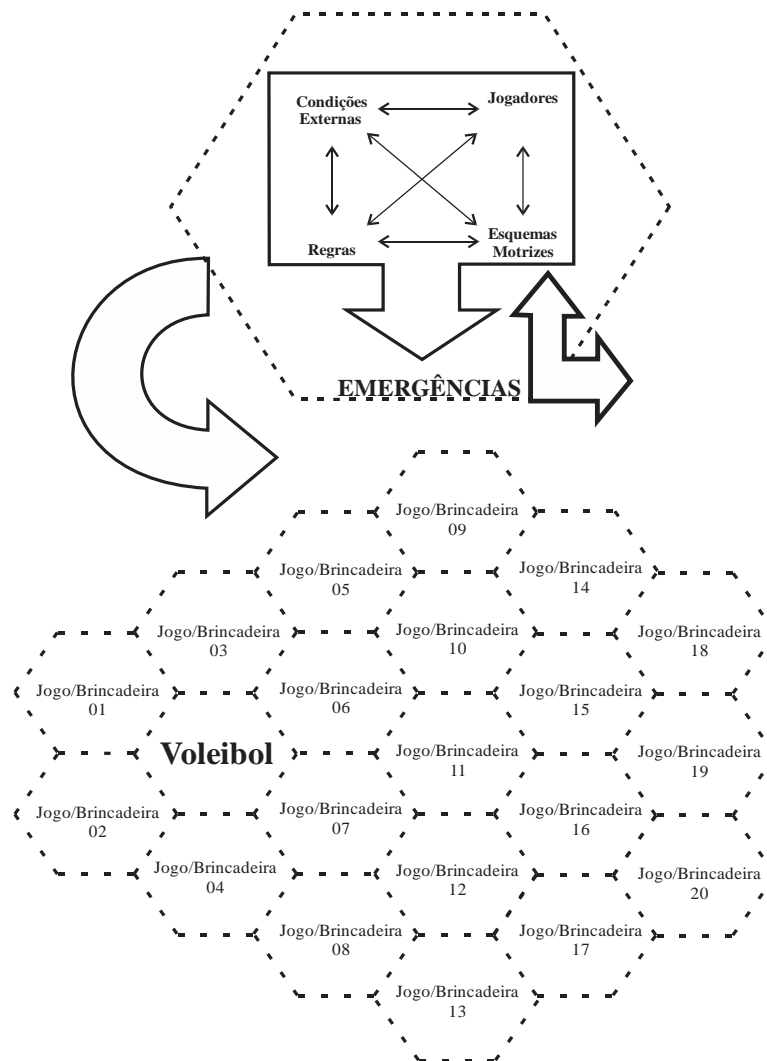 Condições
Externas
Jogadores
Regras
Esquemas
Motrizes
EMERGÊNCIAS
Jogo/Brincadeira
09
Jogo/Brincadeira
05
Jogo/Brincadeira
14
Jogo/Brincadeira
03
Jogo/Brincadeira
10
Jogo/Brincadeira
18
Jogo/Brincadeira
01
Jogo/Brincadeira
06
Jogo/Brincadeira
15
Voleibol
Jogo/Brincadeira
11
Jogo/Brincadeira
19
Jogo/Brincadeira
02
Jogo/Brincadeira
07
Jogo/Brincadeira
16
Jogo/Brincadeira
04
Jogo/Brincadeira
12
Jogo/Brincadeira
20
Jogo/Brincadeira
08
Jogo/Brincadeira
17
Jogo/Brincadeira
13